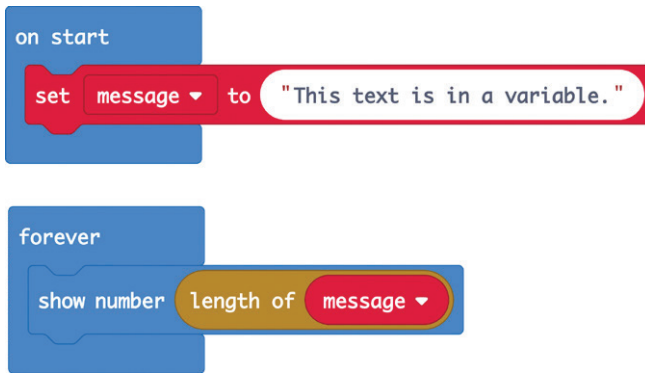 on start
set message to "This text is in a variable."
forever
show number length of message